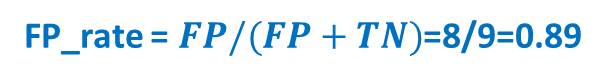 FP_rate = FP/(FP + TN)=8/9=0.89